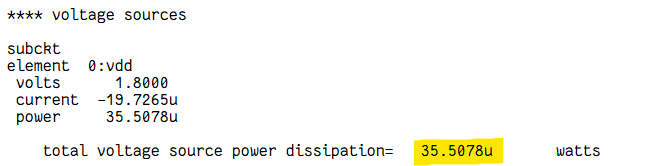 **** voltage sources
subckt
element 0:vdd
volts 1.8000
current -19.7265u
power 35.5078u
total voltage source power dissipation= 35.5078u watts